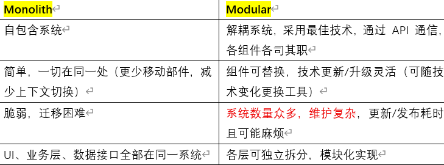 Monolith
Modular
自包含系统
解耦系统，采用最佳技术，通过 API 通信，
各组件各司其职
简单，一切在同一处（更少移动部件，减
少上下文切换）
组件可替换，技术更新/升级灵活（可随技
术变化更换工具）
脆弱，迁移困难
系统数量众多，维护复杂，更新/发布耗时
且可能麻烦
UI、业务层、数据接口全部在同一系统
各层可独立拆分，模块化实现